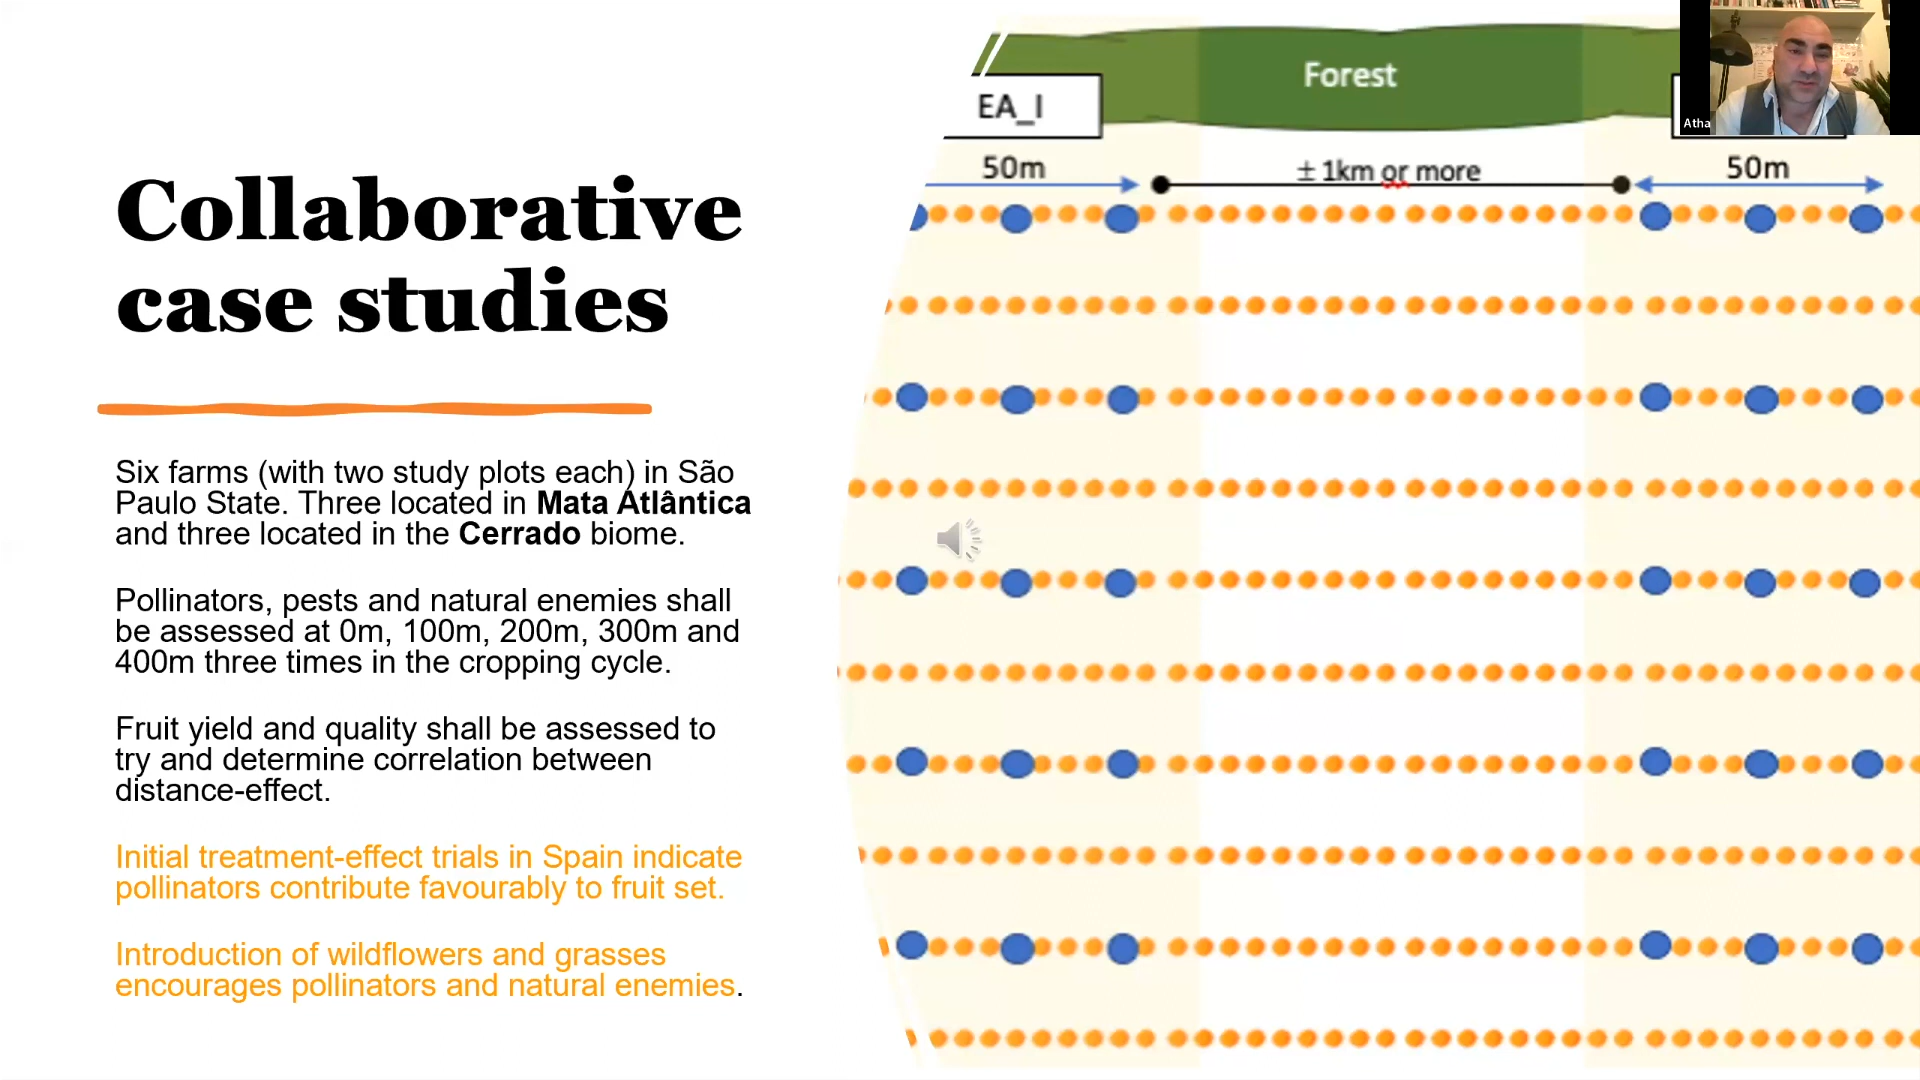 Collaborative
case studies
Six farms (with two study plots each) in São
Paulo State. Three located in Mata Atlântica
and three located in the Cerrado biome.
Pollinators, pests and natural enemies shall
be assessed at 0m, 100m, 200m, 300m and
400m three times in the cropping cycle.
Fruit yield and quality shall be assessed to
try and determine correlation between
distance-effect.
Initial treatment-effect trials in Spain indicate
pollinators contribute favourably to fruit set.
Introduction of wildflowers and grasses
encourages pollinators and natural enemies.
Forest
EA_I
50m
± 1km or more
50m
Atha